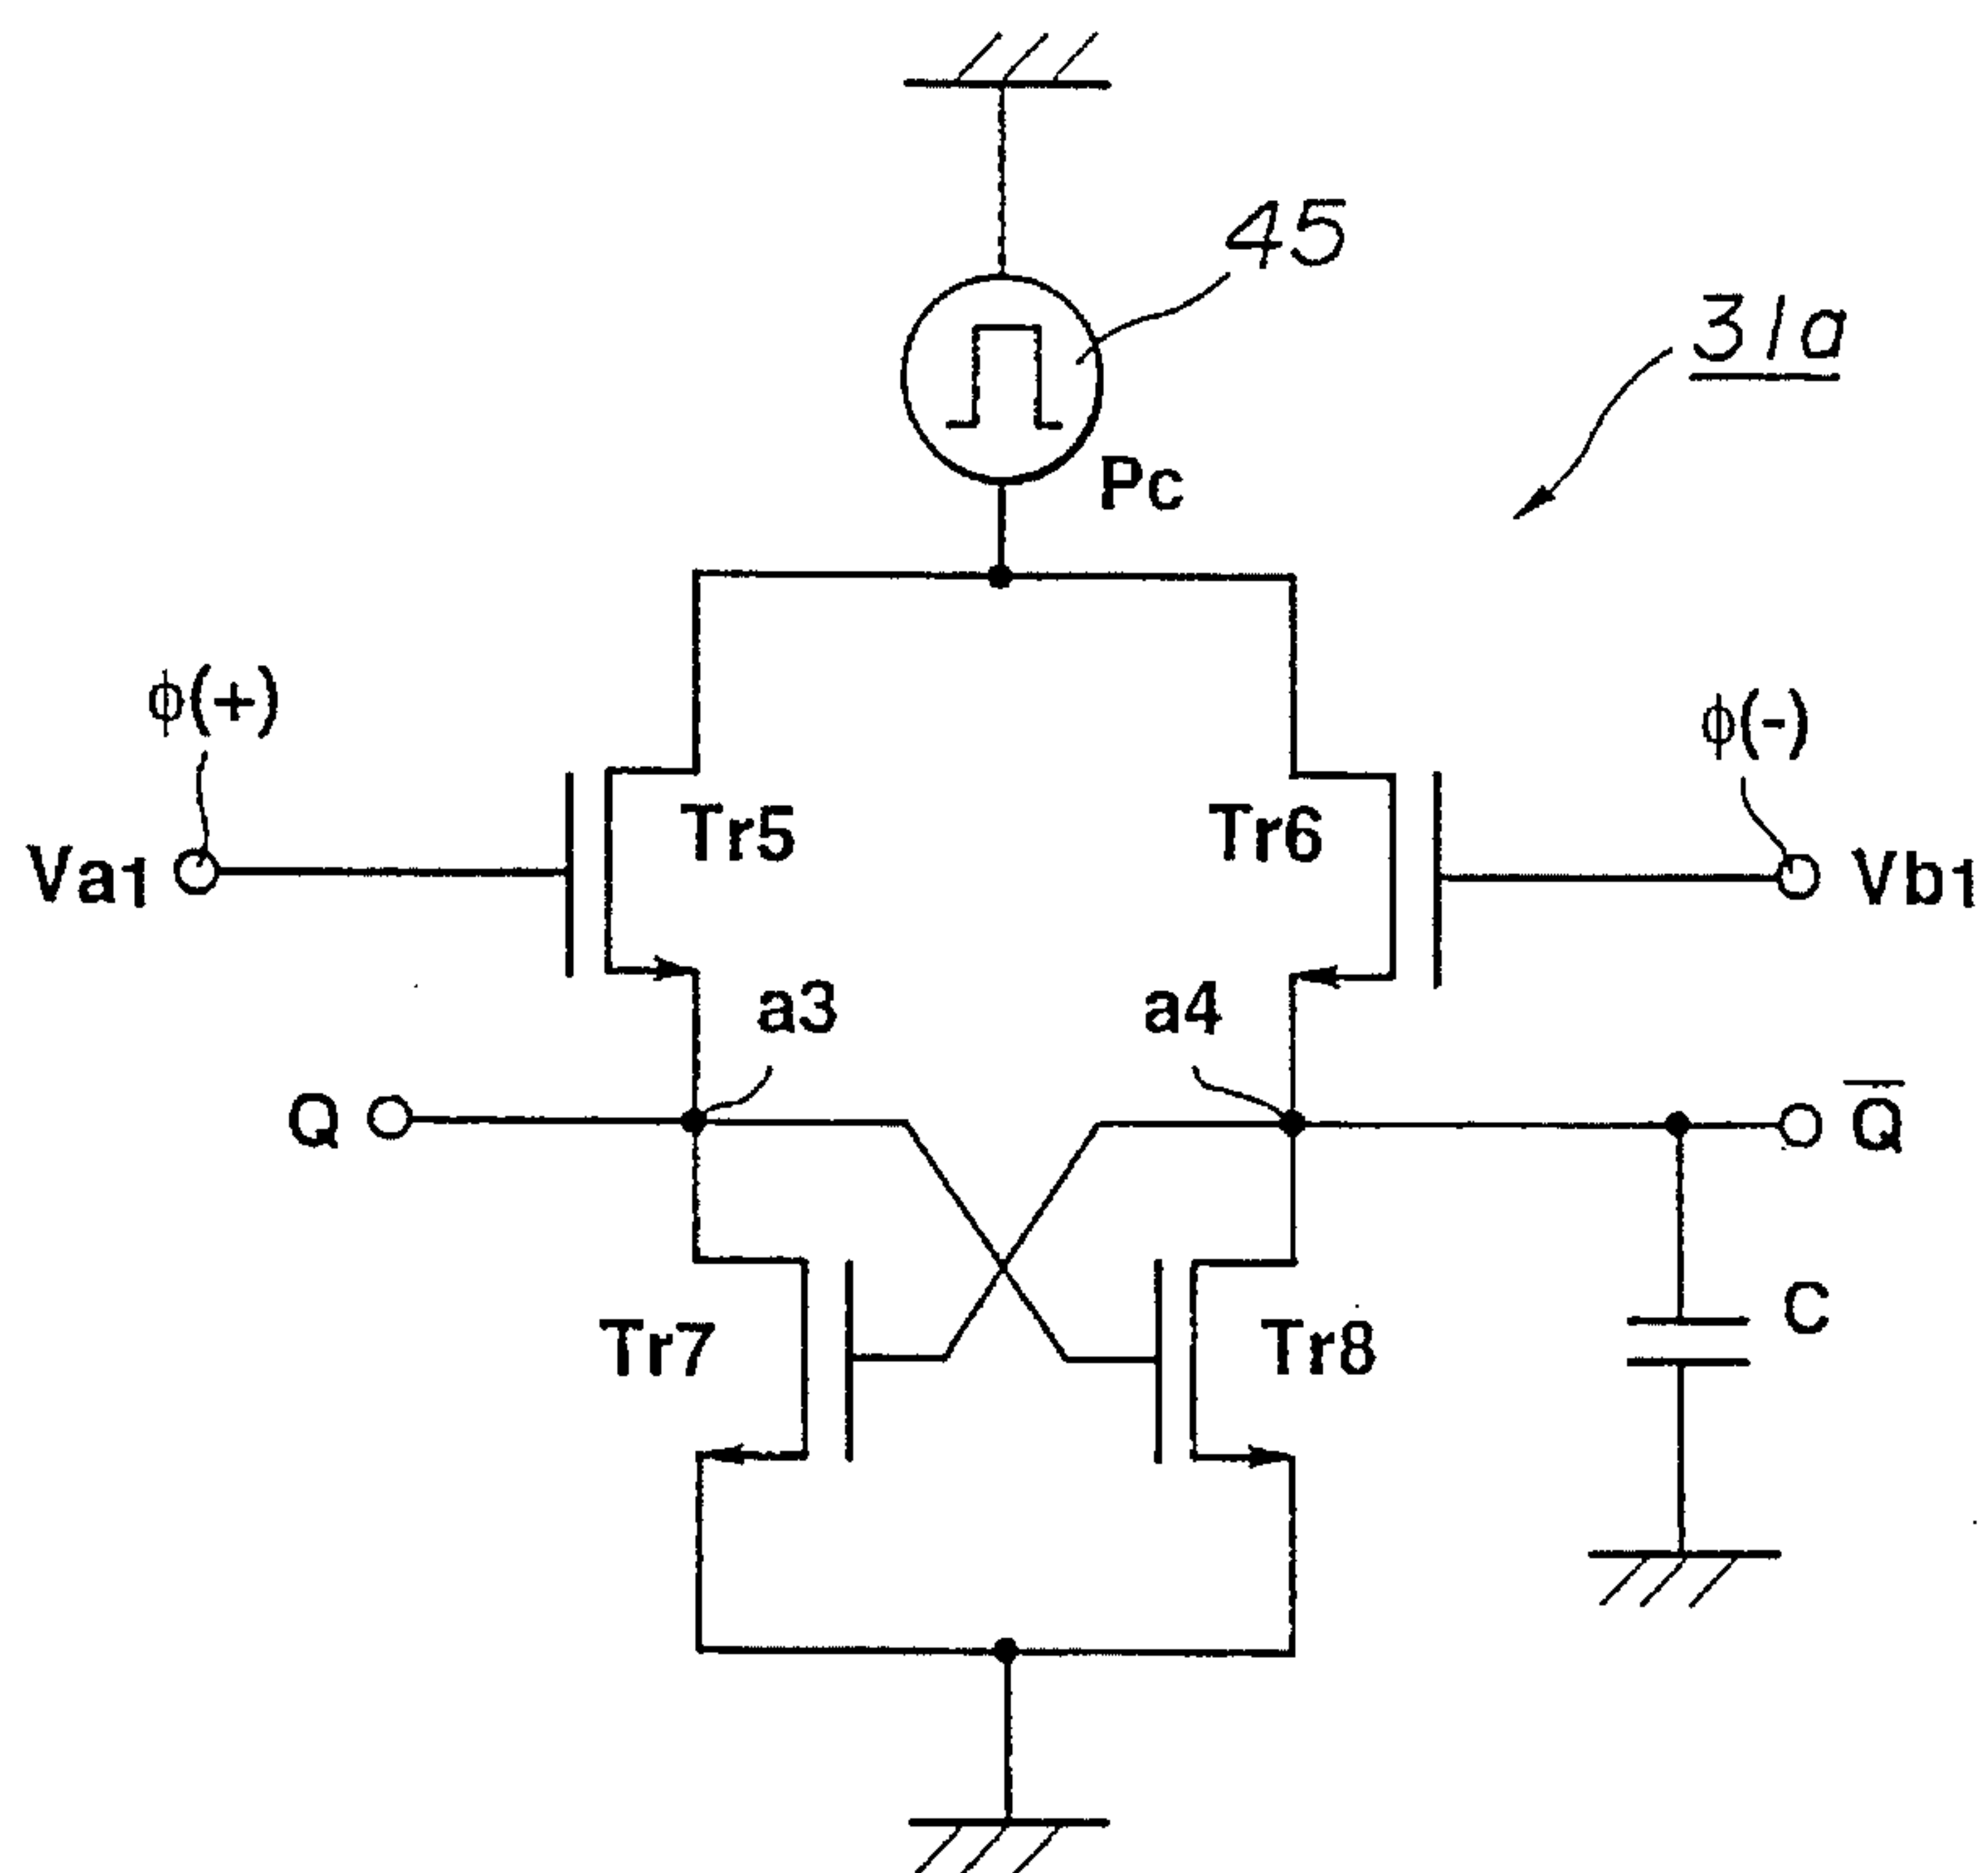 45
31a
Pc
ϕ(+)
ϕ(-)
Tr5
Tr6
Va1
Vb1
a3
a4
Q
Q̅
Tr7
Tr8
C